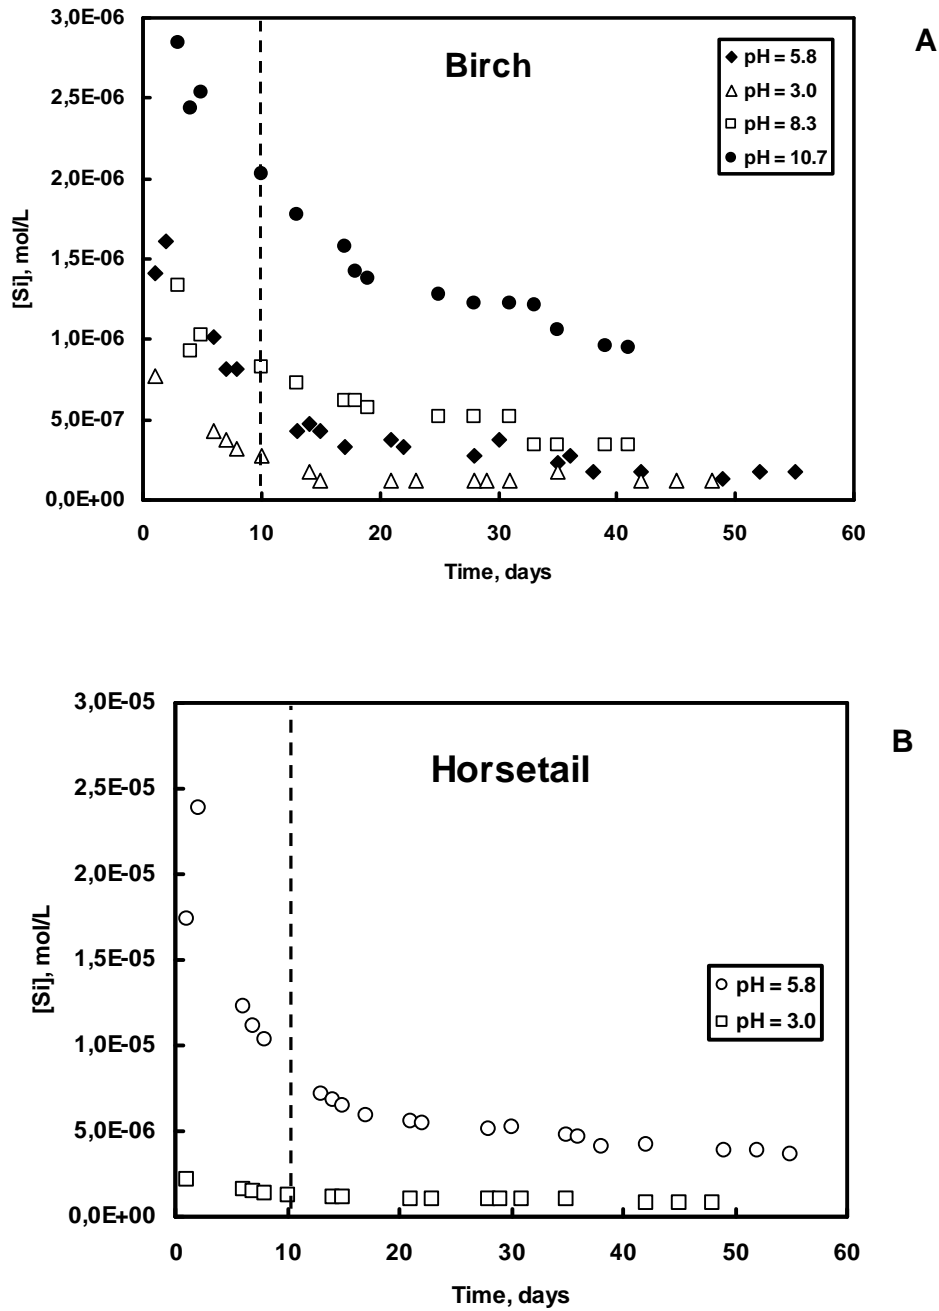 A
Birch
pH = 5.8
pH = 3.0
pH = 8.3
pH = 10.7
3,0E-06
2,5E-06
2,0E-06
1,5E-06
1,0E-06
5,0E-07
0,0E+00
[Si], mol/L
0 10 20 30 40 50 60
Time, days
B
Horsetail
pH = 5.8
pH = 3.0
3,0E-05
2,5E-05
2,0E-05
1,5E-05
1,0E-05
5,0E-06
0,0E+00
[Si], mol/L
0 10 20 30 40 50 60
Time, days